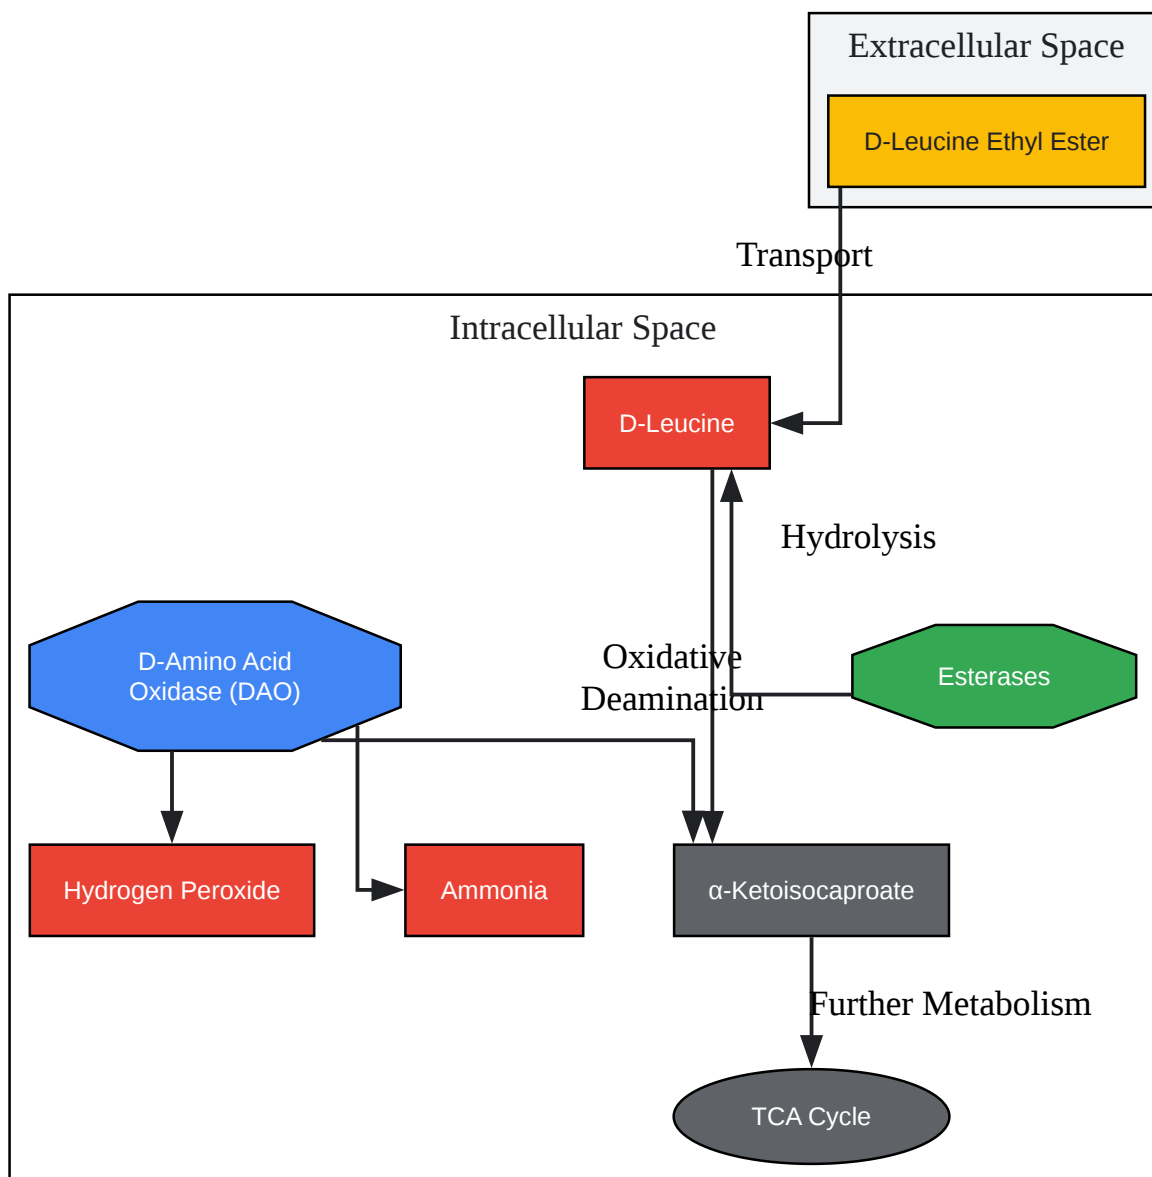 Extracellular Space
D-Leucine Ethyl Ester
Transport
Intracellular Space
D-Leucine
Hydrolysis
Oxidative
Deamination
D-Amino Acid
Oxidase (DAO)
Esterases
Hydrogen Peroxide
Ammonia
α-Ketoisocaproate
Further Metabolism
TCA Cycle